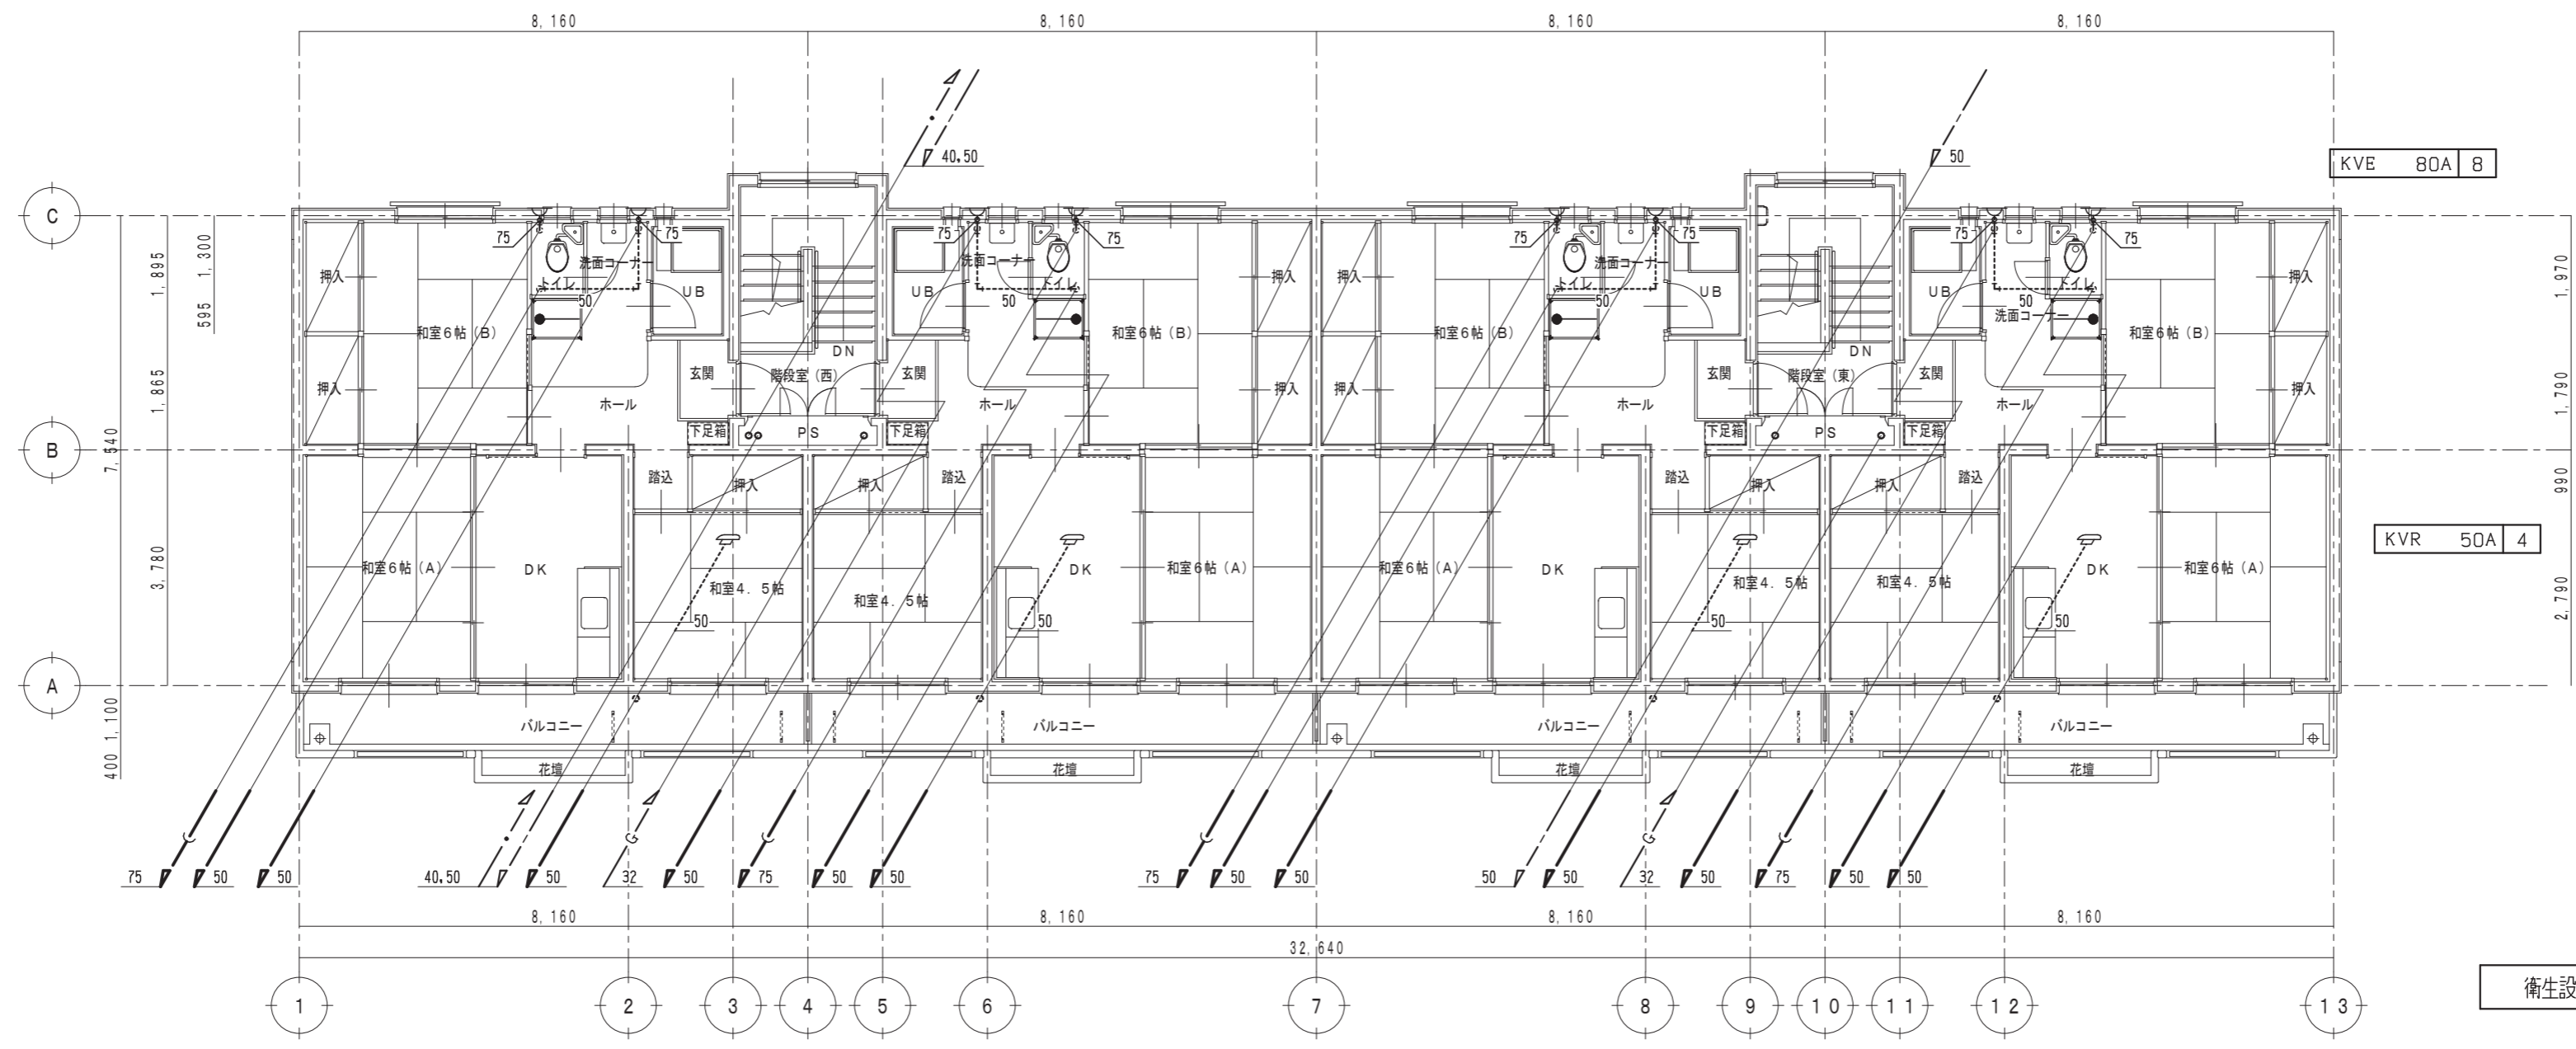 8,160 8,160 8,160 8,160
40,50 50
KVE 80A 8
C
75 75 75 75 75 75 75 75
1,895 1,300 595 1,970
押入 トイレ 洗面コーナー UB UB 洗面コーナー トイレ 押入 押入 トイレ 洗面コーナー UB UB 洗面コーナー トイレ 押入
50 50 50 50
和室6帖(B) 和室6帖(B) 和室6帖(B) 和室6帖(B)
DN DN
1,865 1,790
押入 玄関 階段室(西) 玄関 押入 押入 玄関 階段室(東) 玄関 押入
ホール ホール ホール ホール
下足箱 PS 下足箱 下足箱 PS 下足箱
B
7,540 990
踏込 押入 押入 踏込 踏込 押入 押入 踏込
KVR 50A 4
3,780 2,790
和室6帖(A) DK 和室4.5帖 和室4.5帖 DK 和室6帖(A) 和室6帖(A) DK 和室4.5帖 和室4.5帖 DK 和室6帖(A)
50 50 50 50
A
400 1,100
バルコニー バルコニー バルコニー バルコニー
花壇 花壇 花壇 花壇
G G
75 50 50 40,50 50 32 50 75 50 50 75 50 50 50 50 32 50 75 50 50
8,160 8,160 8,160 8,160
32,640
1 2 3 4 5 6 7 8 9 10 11 12 13
衛生設